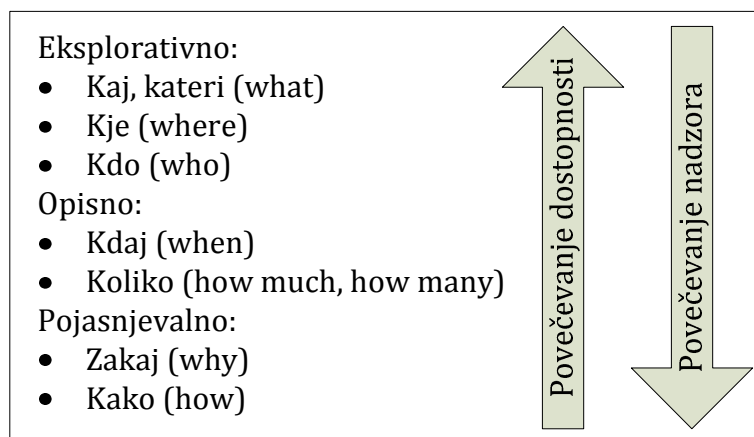 Eksplorativno:
• Kaj, kateri (what)
• Kje (where)
• Kdo (who)
Opisno:
• Kdaj (when)
• Koliko (how much, how many)
Pojasnjevalno:
• Zakaj (why)
• Kako (how)
Povečevanje dostopnosti
Povečevanje nadzora